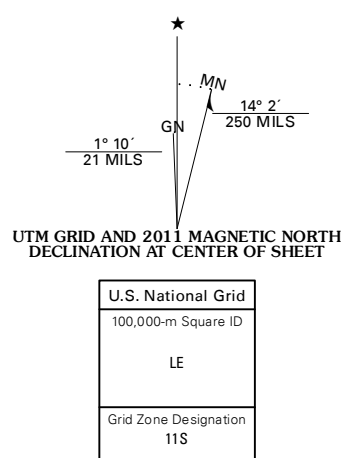 ★
MN
GN
14° 2´
250 MILS
1° 10´
21 MILS
UTM GRID AND 2011 MAGNETIC NORTH
DECLINATION AT CENTER OF SHEET
U.S. National Grid
100,000-m Square ID
LE
Grid Zone Designation
11S